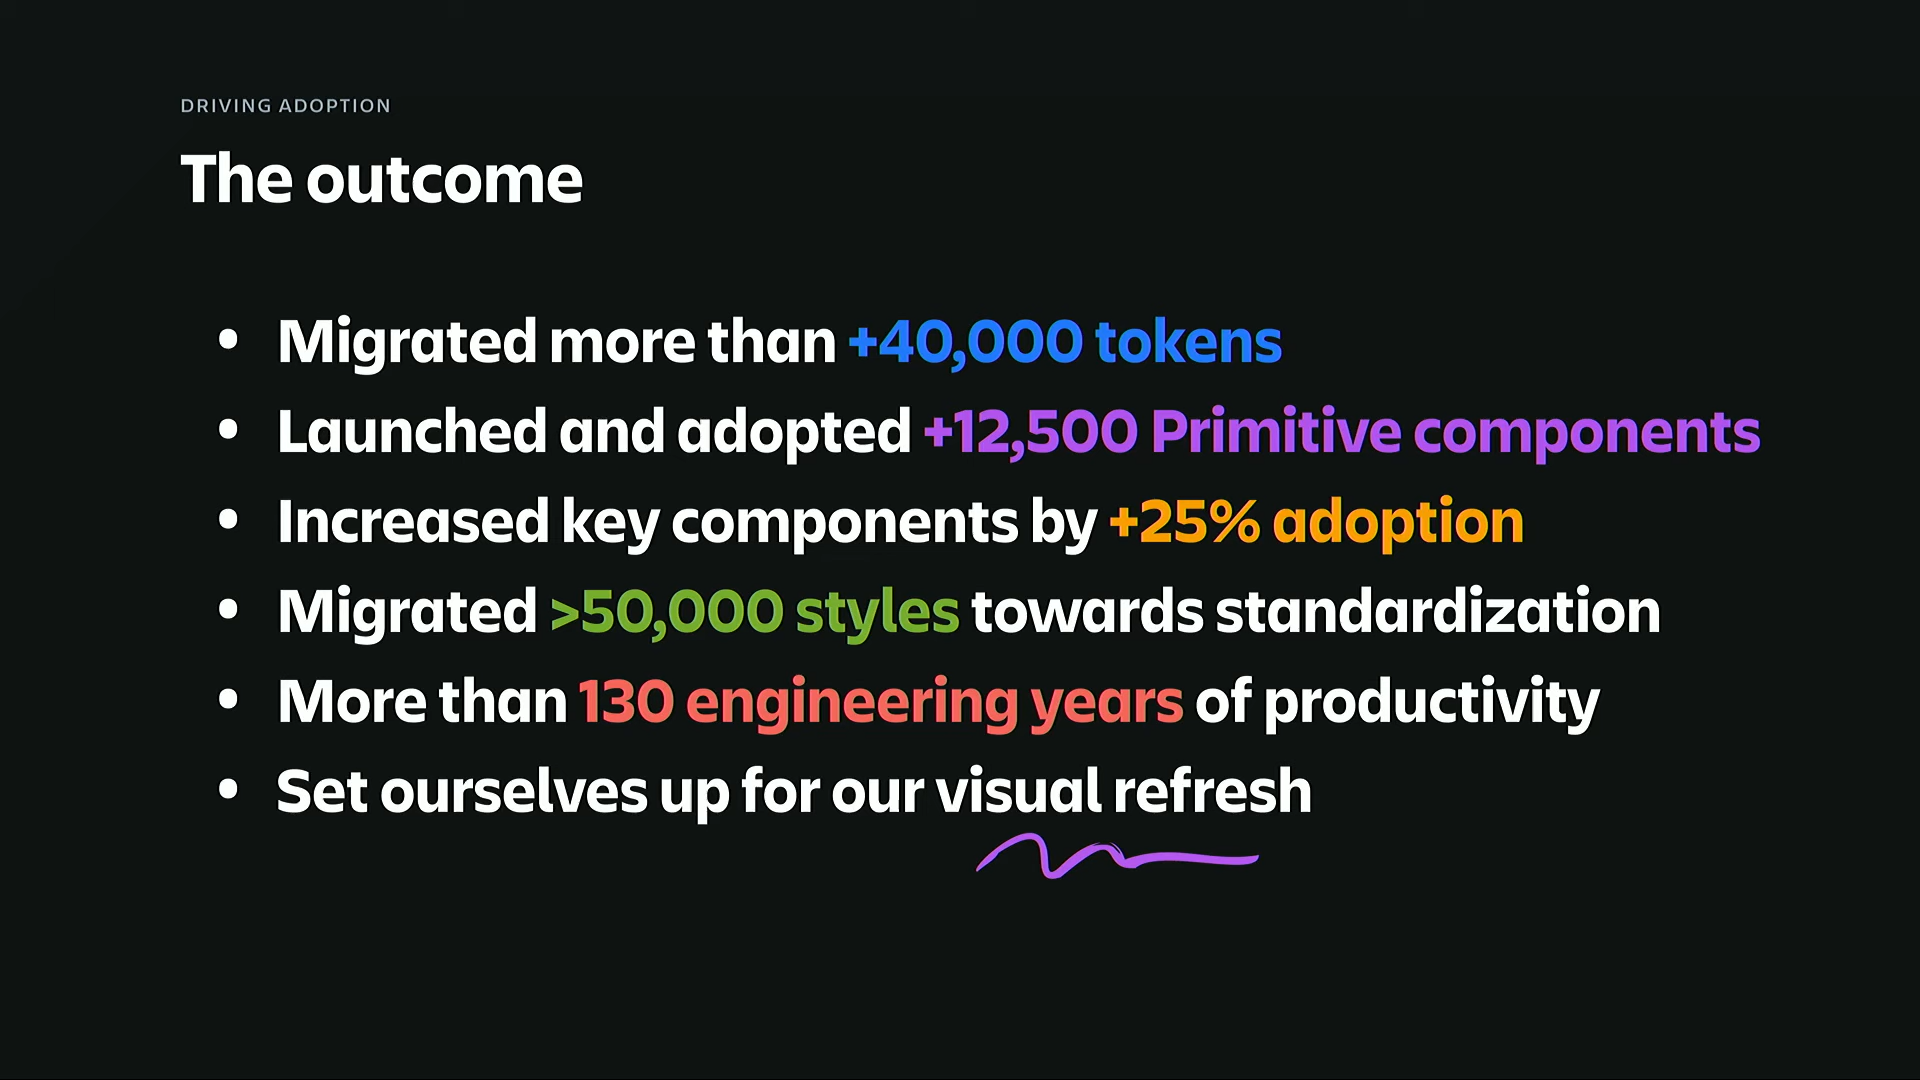 DRIVING ADOPTION
The outcome
• Migrated more than +40,000 tokens
• Launched and adopted +12,500 Primitive components
• Increased key components by +25% adoption
• Migrated >50,000 styles towards standardization
• More than 130 engineering years of productivity
• Set ourselves up for our visual refresh